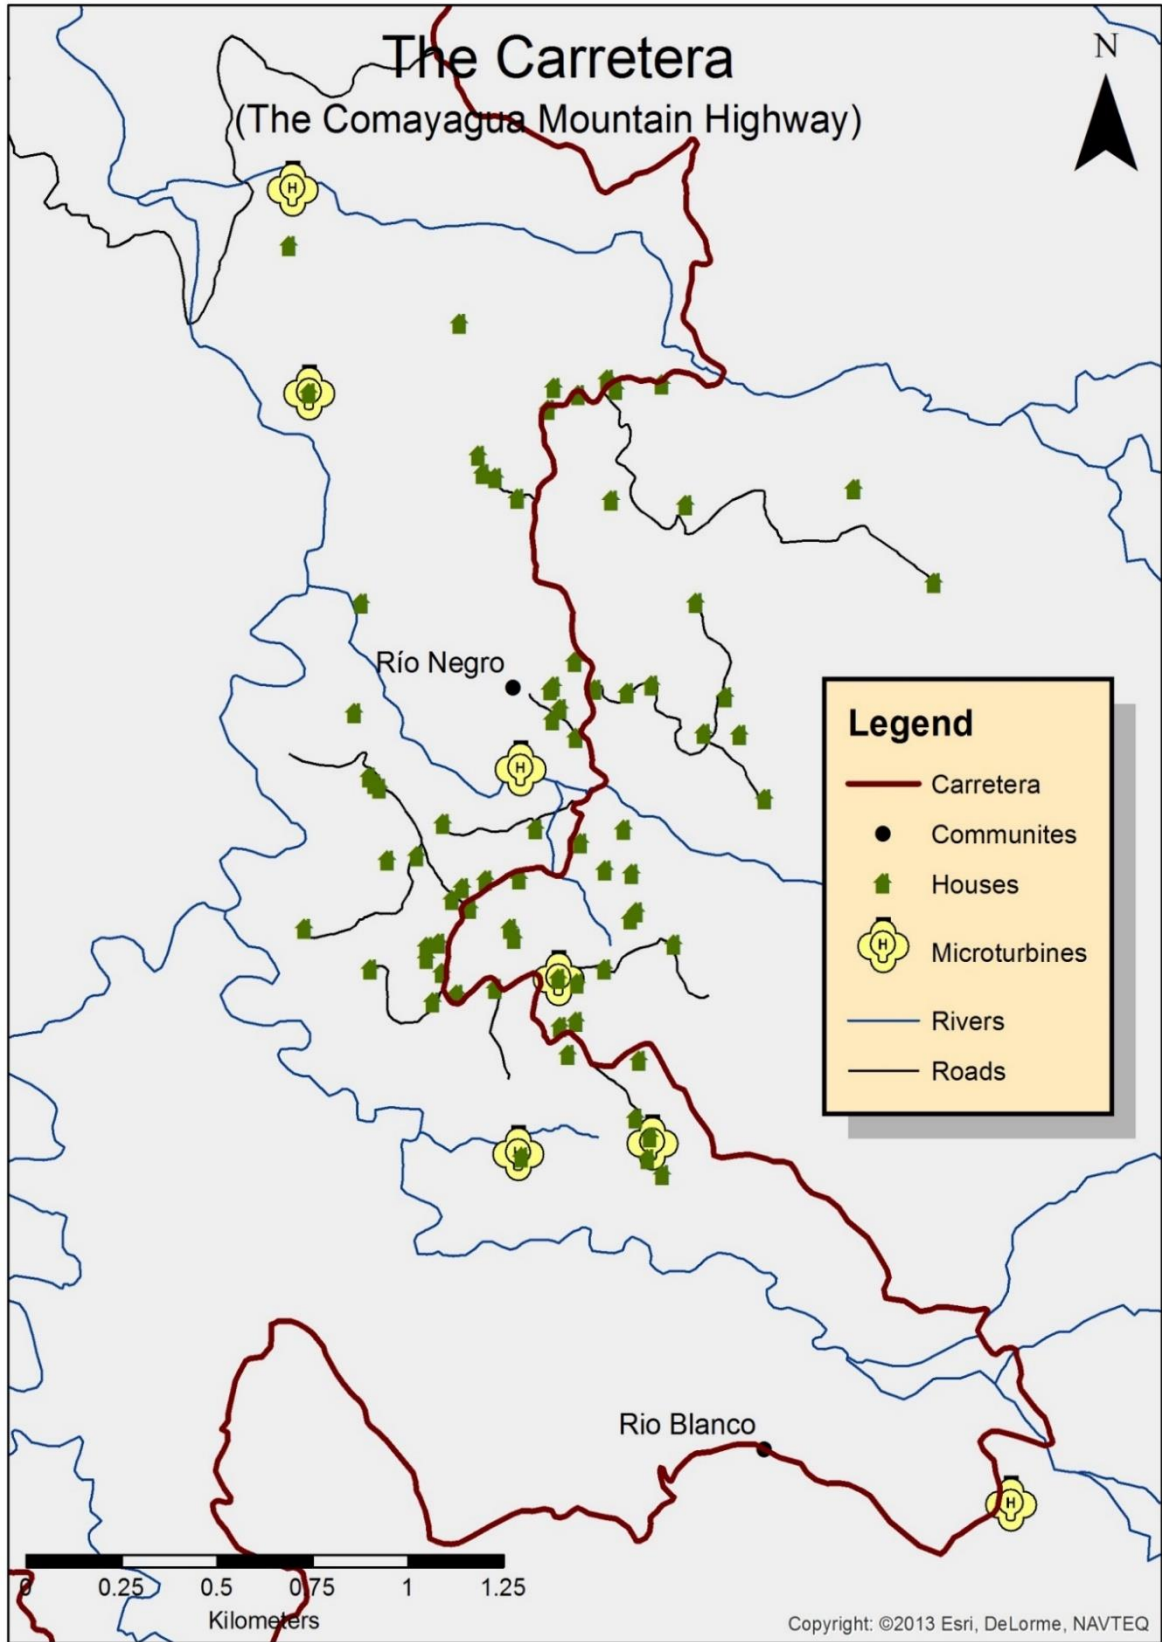 The Carretera
(The Comayagua Mountain Highway)
N
H
Río Negro
H
Legend
Carretera
Communites
Houses
H
Microturbines
Rivers
Roads
Rio Blanco
H
0 0.25 0.5 0.75 1 1.25
Kilometers
Copyright: ©2013 Esri, DeLorme, NAVTEQ